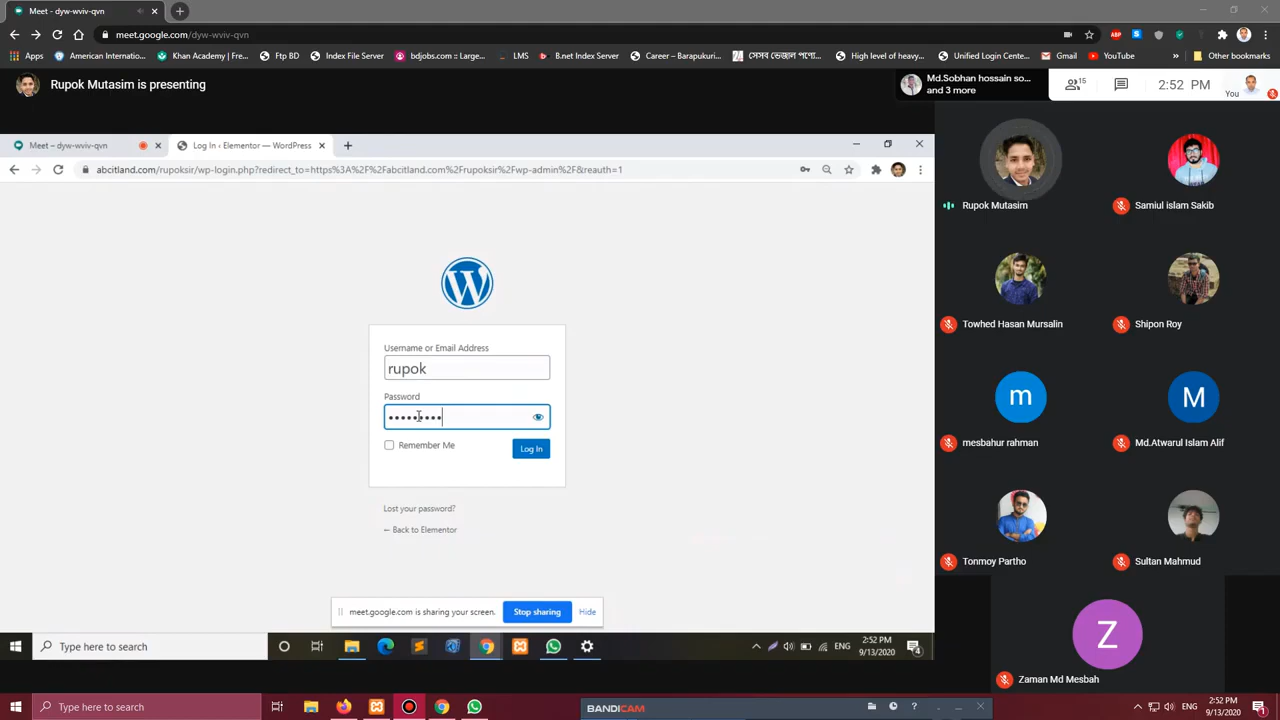 Meet - dyw-wviv-qvn
meet.google.com/dyw-wviv-qvn
Apps
American Internatio...
Khan Academy | Fre...
Ftp BD
Index File Server
bdjobs.com :: Large...
LMS
B.net Index Server
Career – Barapukuri...
সেসব ভেজাল পণ্যে...
High level of heavy...
Unified Login Cente...
Gmail
YouTube
»
Other bookmarks
Rupok Mutasim is presenting
Md.Sobhan hossain so...
and 3 more
15
2:52 PM
You
Meet – dyw-wviv-qvn
Log In ‹ Elementor — WordPress
abcitland.com/rupoksir/wp-login.php?redirect_to=https%3A%2F%2Fabcitland.com%2Frupoksir%2Fwp-admin%2F&reauth=1
Username or Email Address
rupok
Password
•••••••••
Remember Me
Log In
Lost your password?
← Back to Elementor
meet.google.com is sharing your screen.
Stop sharing
Hide
Type here to search
ENG
2:52 PM
9/13/2020
4
Rupok Mutasim
Samiul islam Sakib
Towhed Hasan Mursalin
Shipon Roy
m
mesbahur rahman
M
Md.Atwarul Islam Alif
Tonmoy Partho
Sultan Mahmud
Z
Zaman Md Mesbah
Type here to search
BANDICAM
ENG
2:52 PM
9/13/2020
1